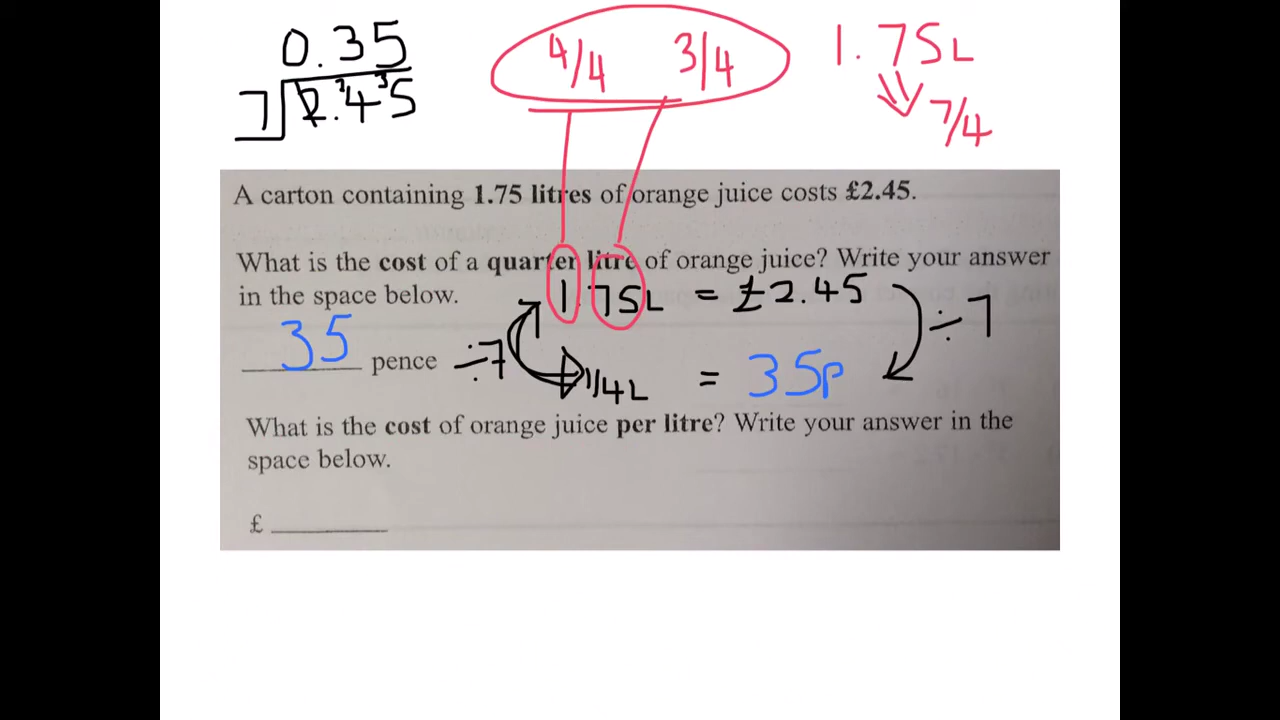 0.35
7 2.²4³5
4/4 3/4
1.75L
7/4
A carton containing 1.75 litres of orange juice costs £2.45.
What is the cost of a quarter litre of orange juice? Write your answer
in the space below.
1.75L = £2.45
÷7
35 pence
÷7
1/4L = 35p
What is the cost of orange juice per litre? Write your answer in the
space below.
£